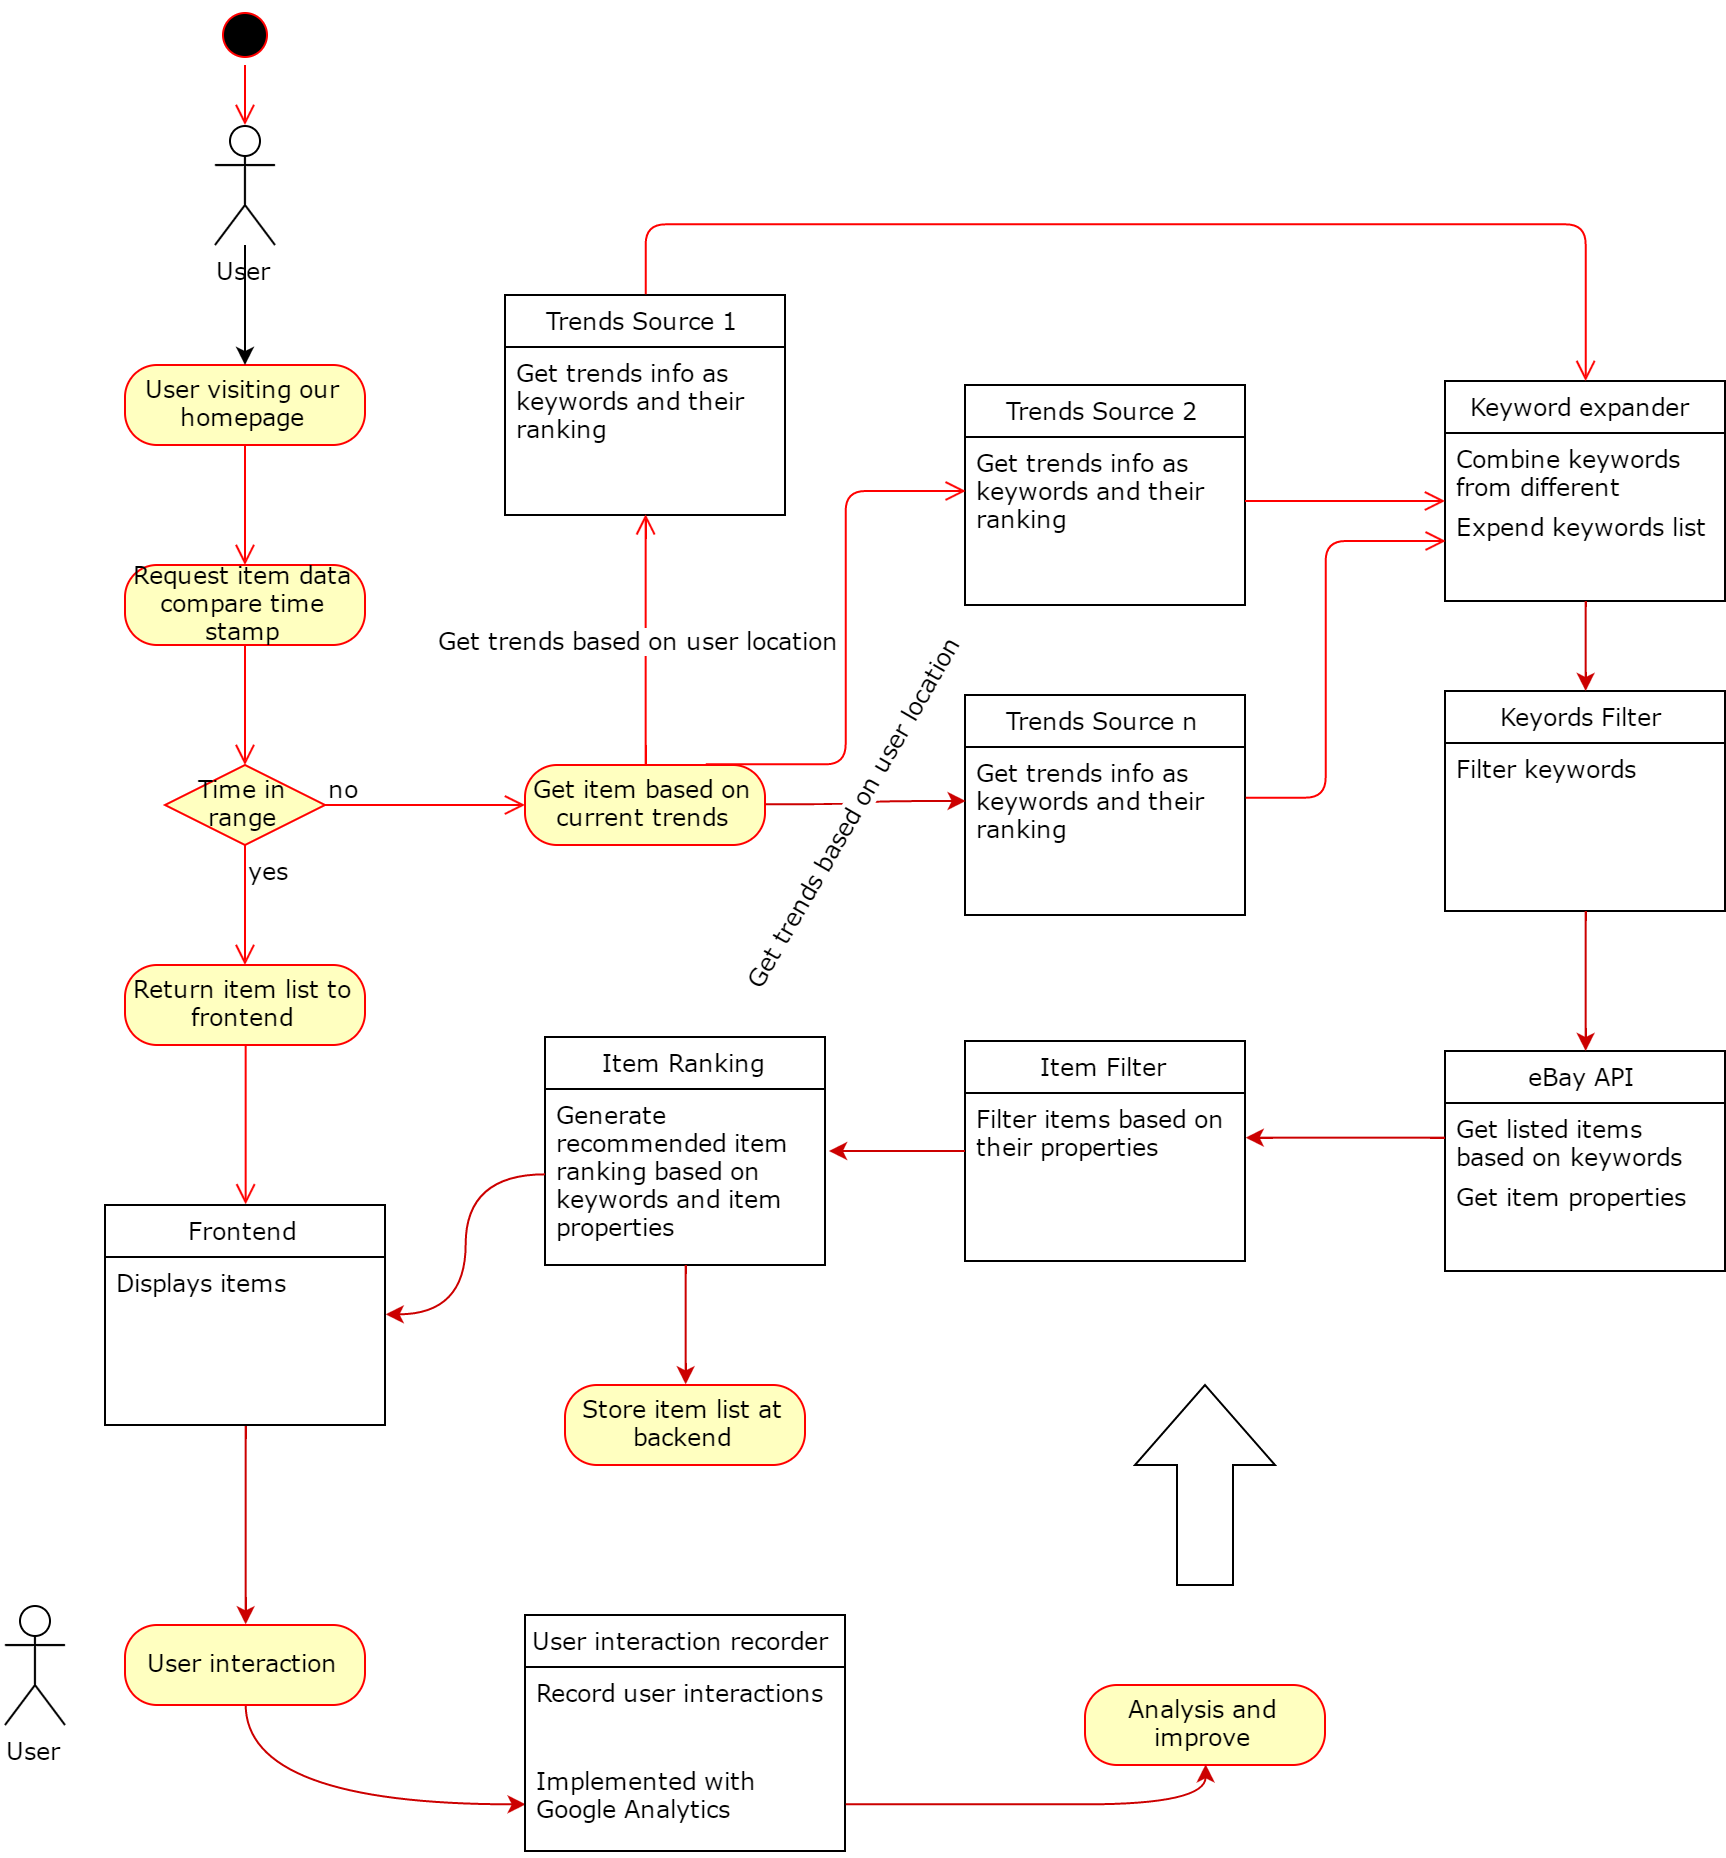 User
User visiting our
homepage
Request item data
compare time
stamp
Time in
range
no
yes
Get item based on
current trends
Get trends based on user location
Get trends based on user location
Trends Source 1
Get trends info as
keywords and their
ranking
Trends Source 2
Get trends info as
keywords and their
ranking
Trends Source n
Get trends info as
keywords and their
ranking
Keyword expander
Combine keywords
from different
Expend keywords list
Keyords Filter
Filter keywords
eBay API
Get listed items
based on keywords
Get item properties
Item Filter
Filter items based on
their properties
Item Ranking
Generate
recommended item
ranking based on
keywords and item
properties
Store item list at
backend
Return item list to
frontend
Frontend
Displays items
User
User interaction
User interaction recorder
Record user interactions
Implemented with
Google Analytics
Analysis and
improve